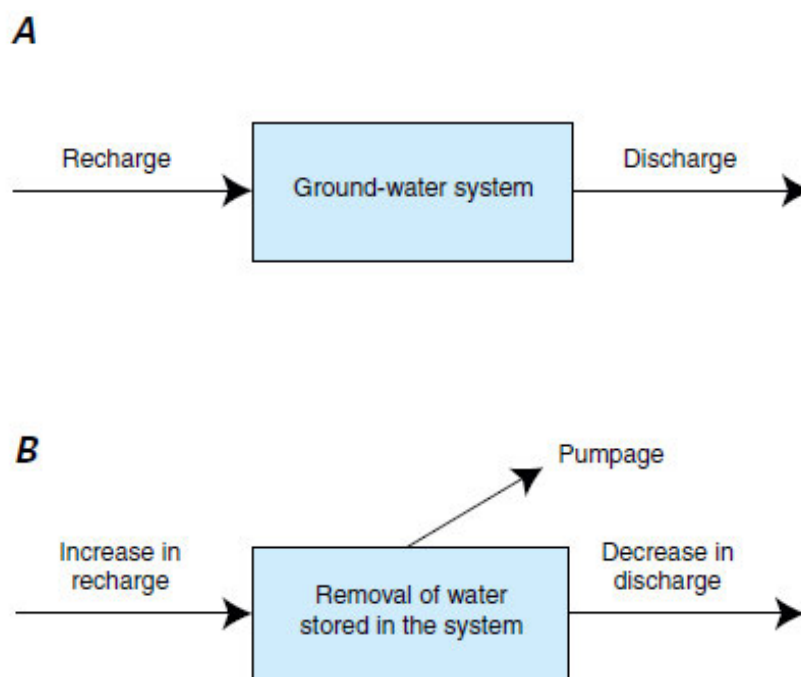 A
Recharge
Ground-water system
Discharge
B
Pumpage
Increase in
recharge
Removal of water
stored in the system
Decrease in
discharge